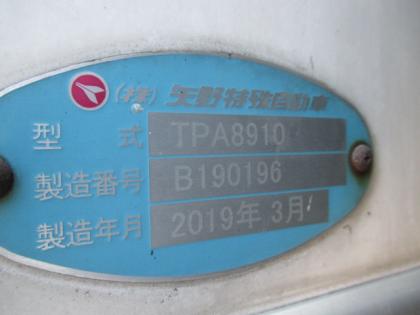 (株)矢野特殊自動車
型 式 TPA8910
製造番号 B190196
製造年月 2019年 3月